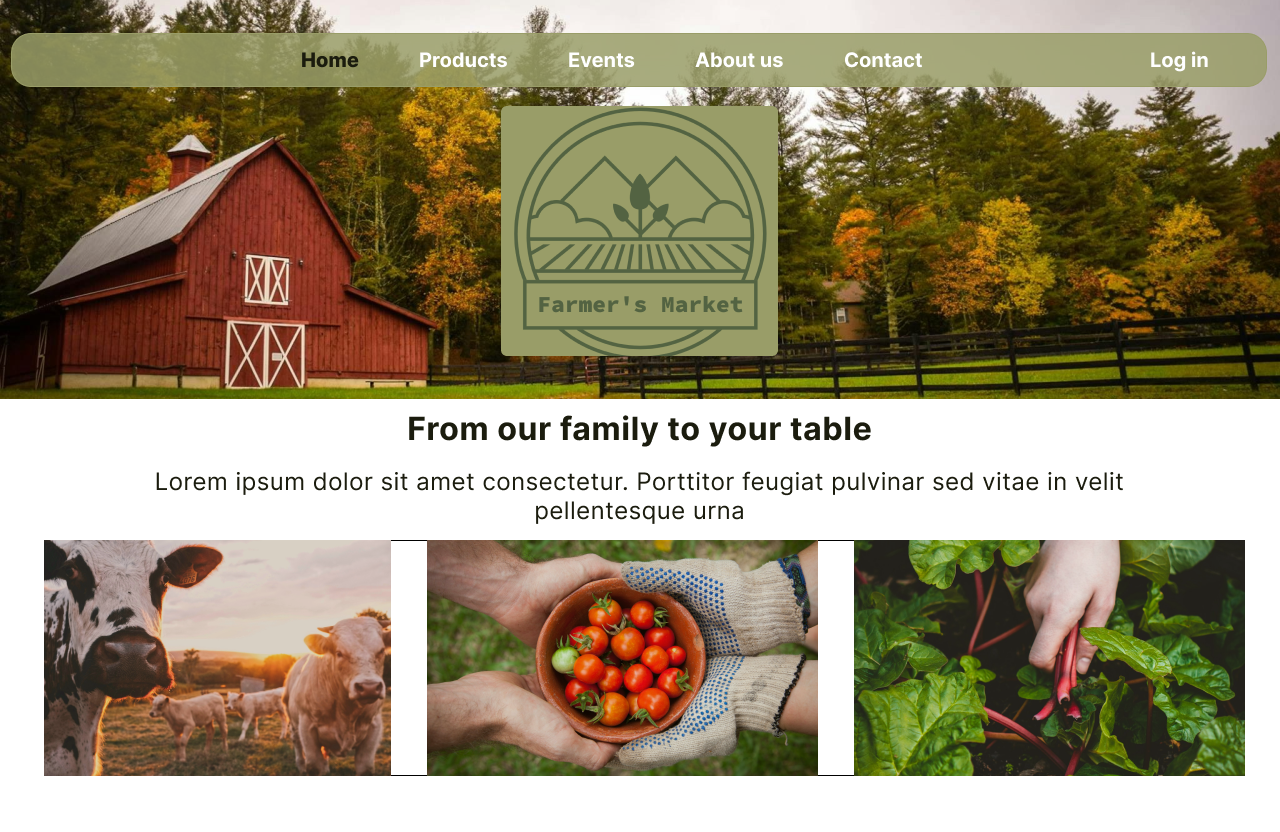 Home
Products
Events
About us
Contact
Log in
Farmer's Market
From our family to your table
Lorem ipsum dolor sit amet consectetur. Porttitor feugiat pulvinar sed vitae in velit
pellentesque urna